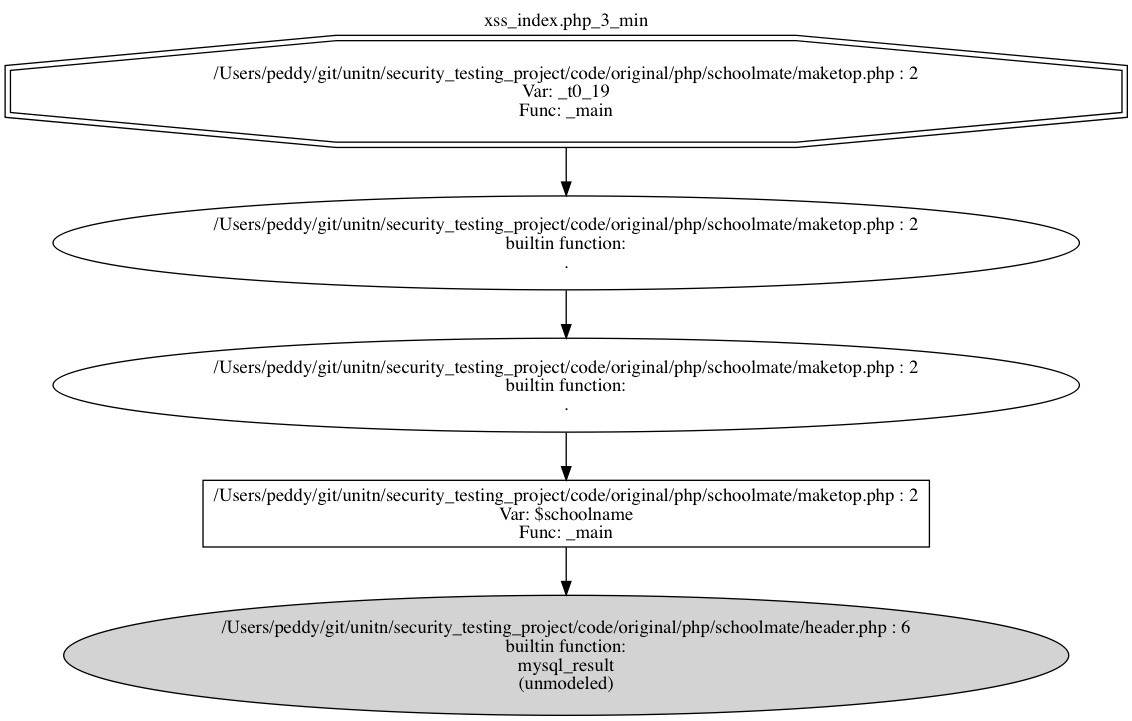 xss_index.php_3_min
/Users/peddy/git/unitn/security_testing_project/code/original/php/schoolmate/maketop.php : 2
Var: _t0_19
Func: _main
/Users/peddy/git/unitn/security_testing_project/code/original/php/schoolmate/maketop.php : 2
builtin function:
.
/Users/peddy/git/unitn/security_testing_project/code/original/php/schoolmate/maketop.php : 2
builtin function:
.
/Users/peddy/git/unitn/security_testing_project/code/original/php/schoolmate/maketop.php : 2
Var: $schoolname
Func: _main
/Users/peddy/git/unitn/security_testing_project/code/original/php/schoolmate/header.php : 6
builtin function:
mysql_result
(unmodeled)